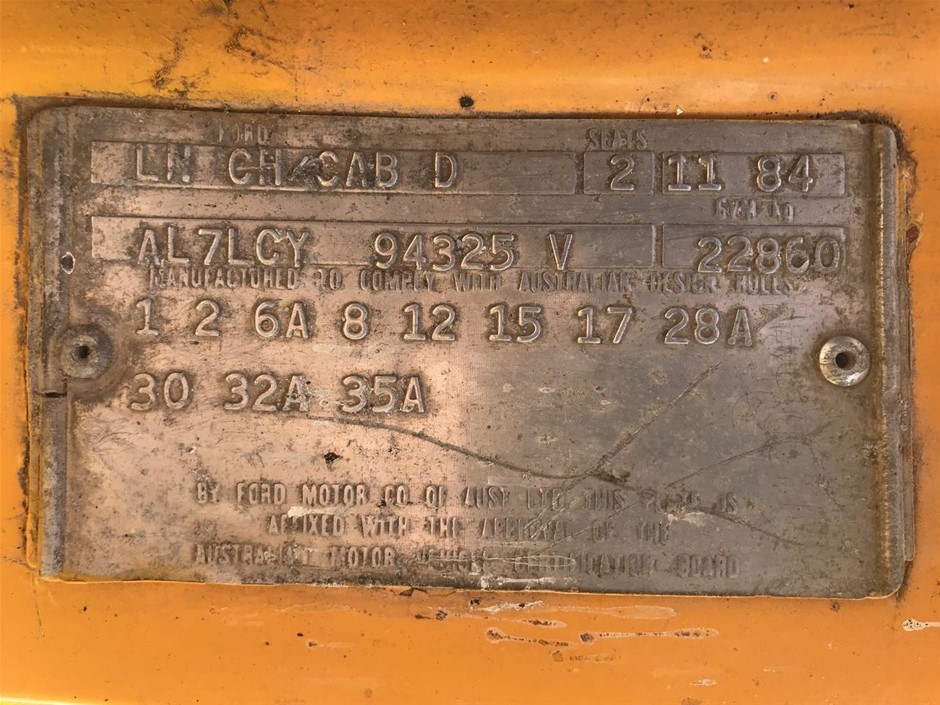 FORD SEATS
LN CH/CAB D 2 11 84
AL7LCY 94325 V 22860
MANUFACTURED TO COMPLY WITH AUSTRALIAN DESIGN RULES
1 2 6A 8 12 15 17 28A
30 32A 35A
BY FORD MOTOR CO OF AUST LTD THIS PLATE IS
AFFIXED WITH THE APPROVAL OF THE
AUSTRALIAN MOTOR VEHICLE CERTIFICATION BOARD